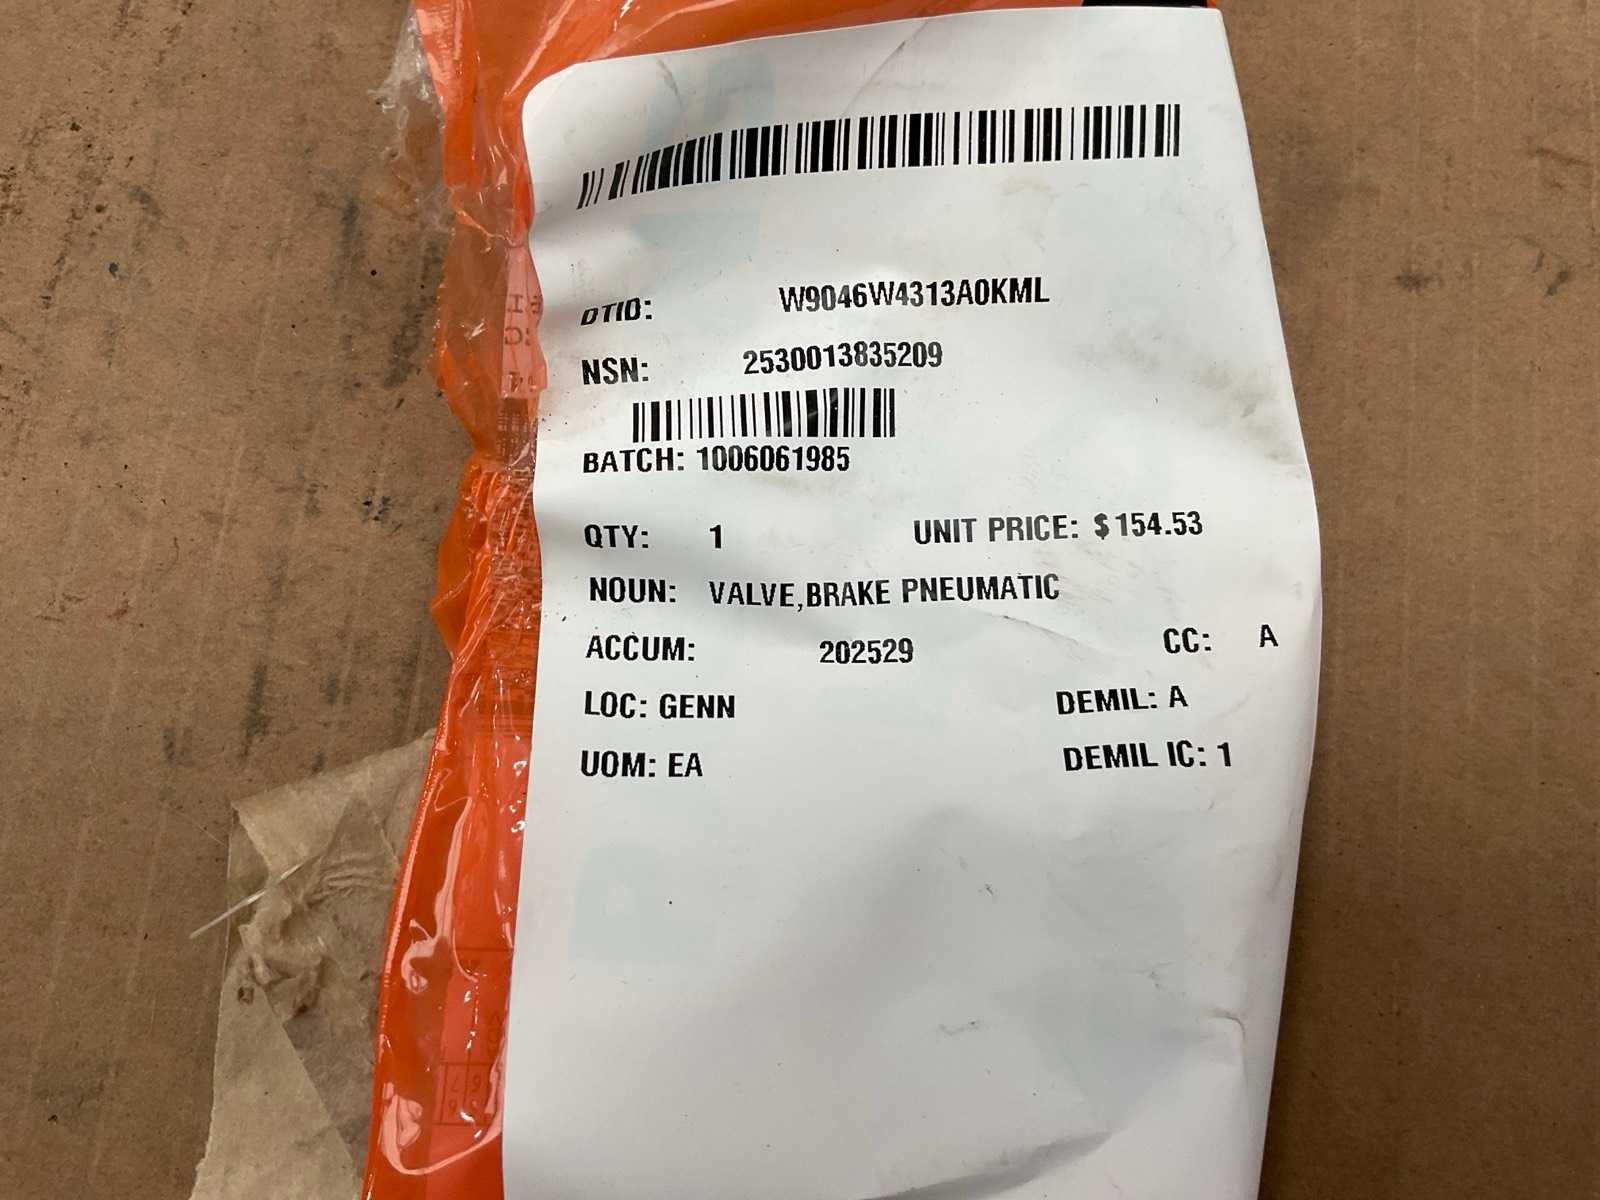 DTID: W9046W4313A0KML
NSN: 2530013835209
BATCH: 1006061985
QTY: 1 UNIT PRICE: $154.53
NOUN: VALVE,BRAKE PNEUMATIC
ACCUM: 202529 CC: A
LOC: GENN DEMIL: A
UOM: EA DEMIL IC: 1